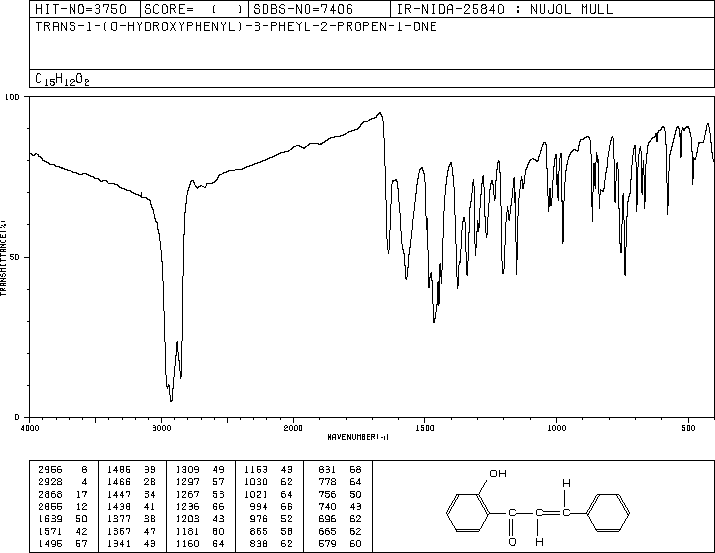 HIT-NO=3750 SCORE= ( ) SDBS-NO=7406 IR-NIDA-25840 : NUJOL MULL
TRANS-1-(O-HYDROXYPHENYL)-3-PHEYL-2-PROPEN-1-ONE
C15H12O2
100
50
0
TRANSMITTANCE(%)
4000 3000 2000 1500 1000 500
WAVENUMBER(-1)
2956 6 1485 39 1309 49 1153 43 831 68
2928 4 1466 28 1297 57 1030 62 778 64
2868 17 1447 34 1267 53 1021 64 756 50
2855 12 1438 41 1236 66 994 66 740 43
1639 50 1377 38 1203 43 976 52 696 62
1571 42 1367 47 1181 60 865 58 665 62
1495 57 1341 43 1160 64 838 62 579 60
OH
H
O
H